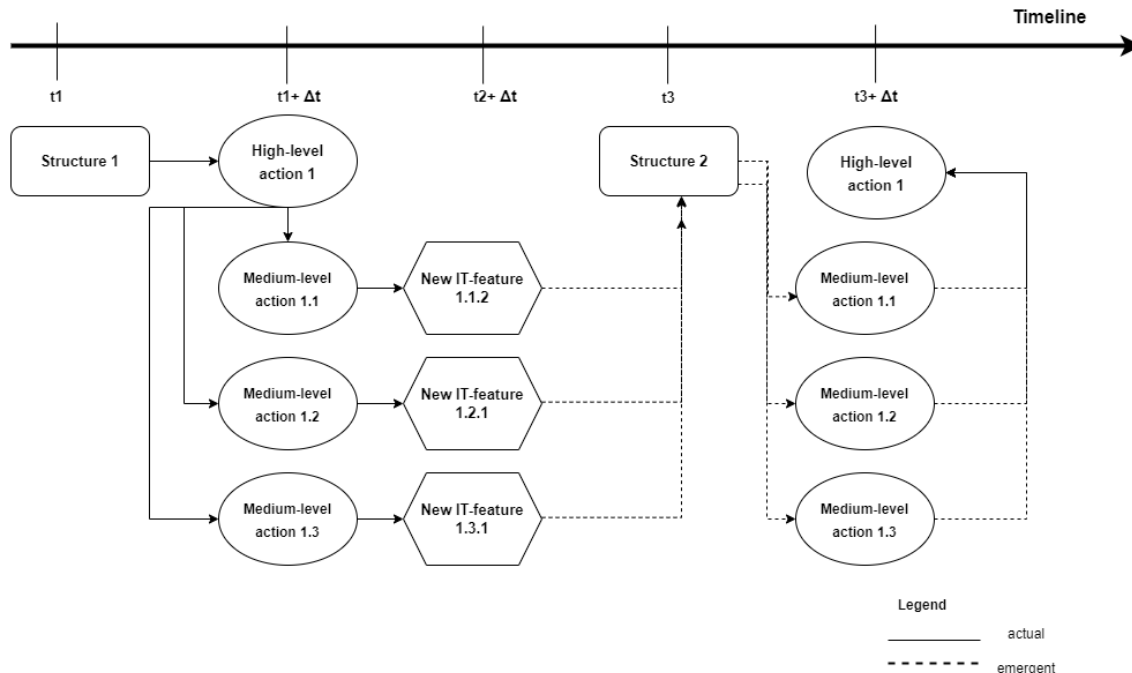 Timeline
t1
t1+ Δt
t2+ Δt
t3
t3+ Δt
Structure 1
High-level
action 1
Structure 2
High-level
action 1
Medium-level
action 1.1
New IT-feature
1.1.2
Medium-level
action 1.1
Medium-level
action 1.2
New IT-feature
1.2.1
Medium-level
action 1.2
Medium-level
action 1.3
New IT-feature
1.3.1
Medium-level
action 1.3
Legend
actual
emergent